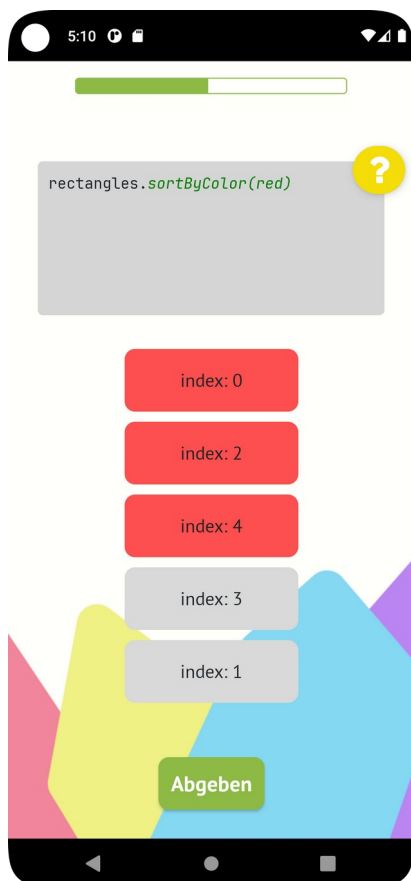 5:10
?
rectangles.sortByColor(red)
index: 0
index: 2
index: 4
index: 3
index: 1
Abgeben